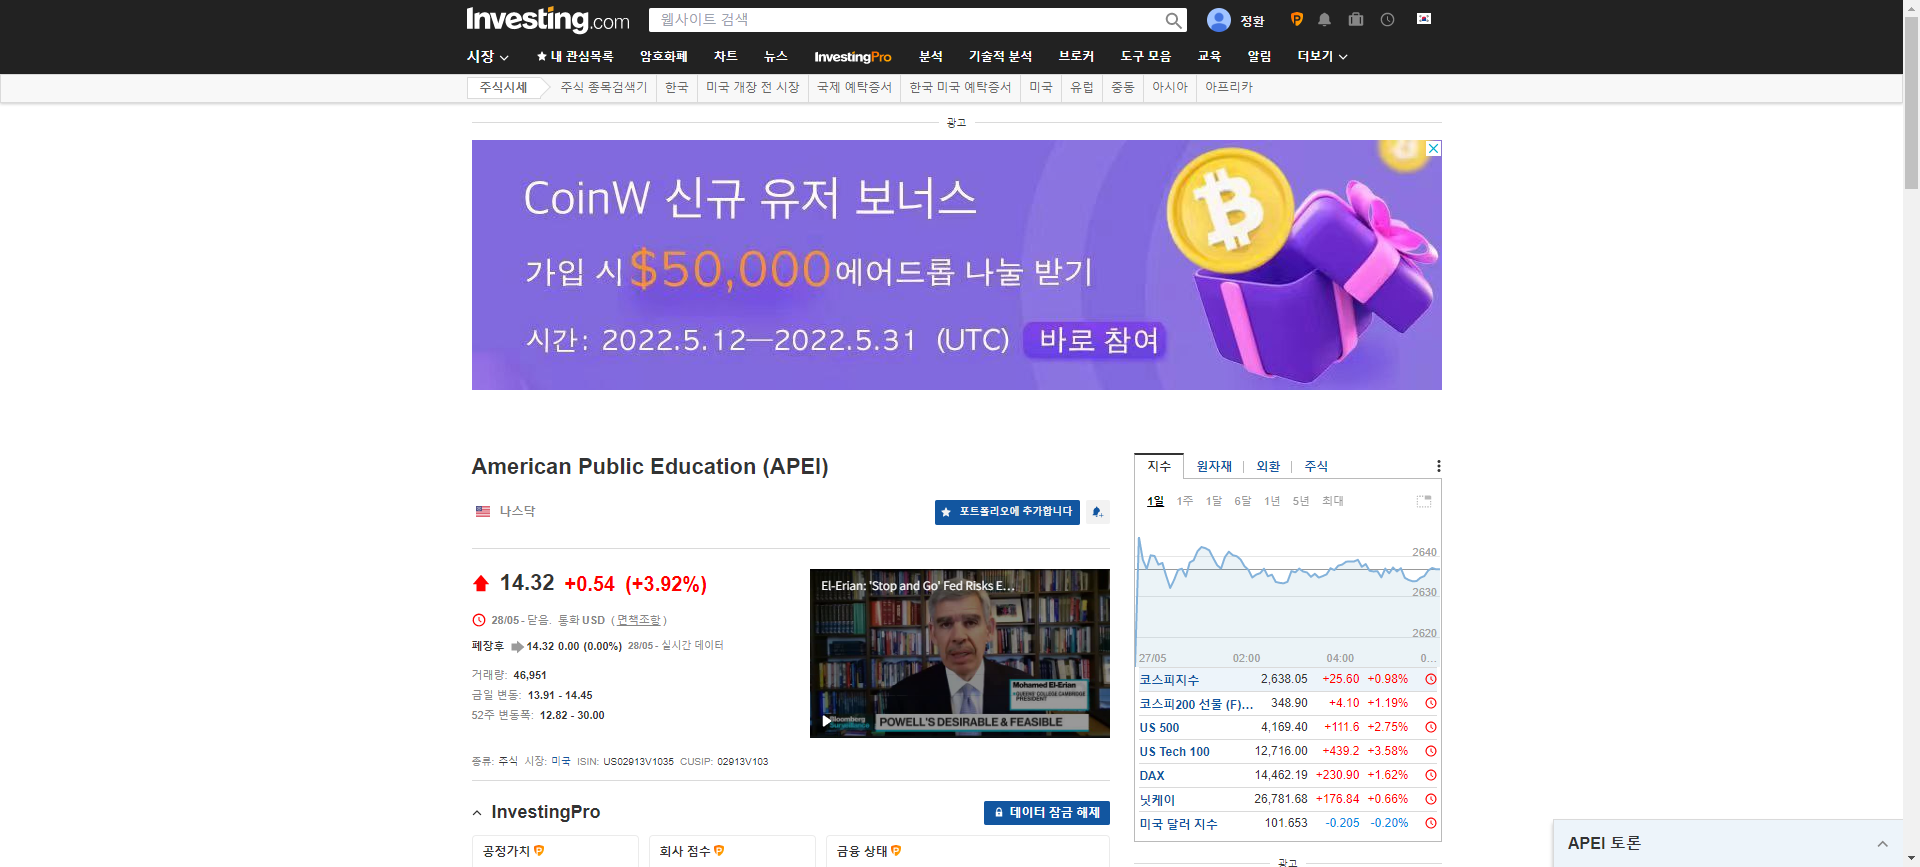 Investing.com
웹사이트 검색
정환
시장
내 관심목록
암호화폐
차트
뉴스
InvestingPro
분석
기술적 분석
브로커
도구 모음
교육
알림
더보기
주식시세
주식 종목검색기
한국
미국 개장 전 시장
국제 예탁증서
한국 미국 예탁증서
미국
유럽
중동
아시아
아프리카
광고
CoinW 신규 유저 보너스
가입 시 $50,000에어드롭 나눌 받기
시간: 2022.5.12—2022.5.31 (UTC) 바로 참여
American Public Education (APEI)
나스닥
포트폴리오에 추가합니다
14.32 +0.54 (+3.92%)
28/05 - 닫음. 통화 USD ( 면책조항 )
폐장후 14.32 0.00 (0.00%) 28/05 - 실시간 데이터
거래량: 46,951
금일 변동: 13.91 - 14.45
52주 변동폭: 12.82 - 30.00
El-Erian: 'Stop and Go' Fed Risks E...
Mohamed El-Erian
QUEENS' COLLEGE, CAMBRIDGE
PRESIDENT
Bloomberg
Surveillance
POWELL'S DESIRABLE & FEASIBLE
종류: 주식 시장: 미국 ISIN: US02913V1035 CUSIP: 02913V103
InvestingPro
데이터 잠금 해제
공정가치
회사 점수
금융 상태
지수
원자재
외환
주식
1일 1주 1달 6달 1년 5년 최대
2640
2630
2620
27/05 02:00 04:00 0...
코스피지수 2,638.05 +25.60 +0.98%
코스피200 선물 (F)... 348.90 +4.10 +1.19%
US 500 4,169.40 +111.6 +2.75%
US Tech 100 12,716.00 +439.2 +3.58%
DAX 14,462.19 +230.90 +1.62%
닛케이 26,781.68 +176.84 +0.66%
미국 달러 지수 101.653 -0.205 -0.20%
광고
APEI 토론